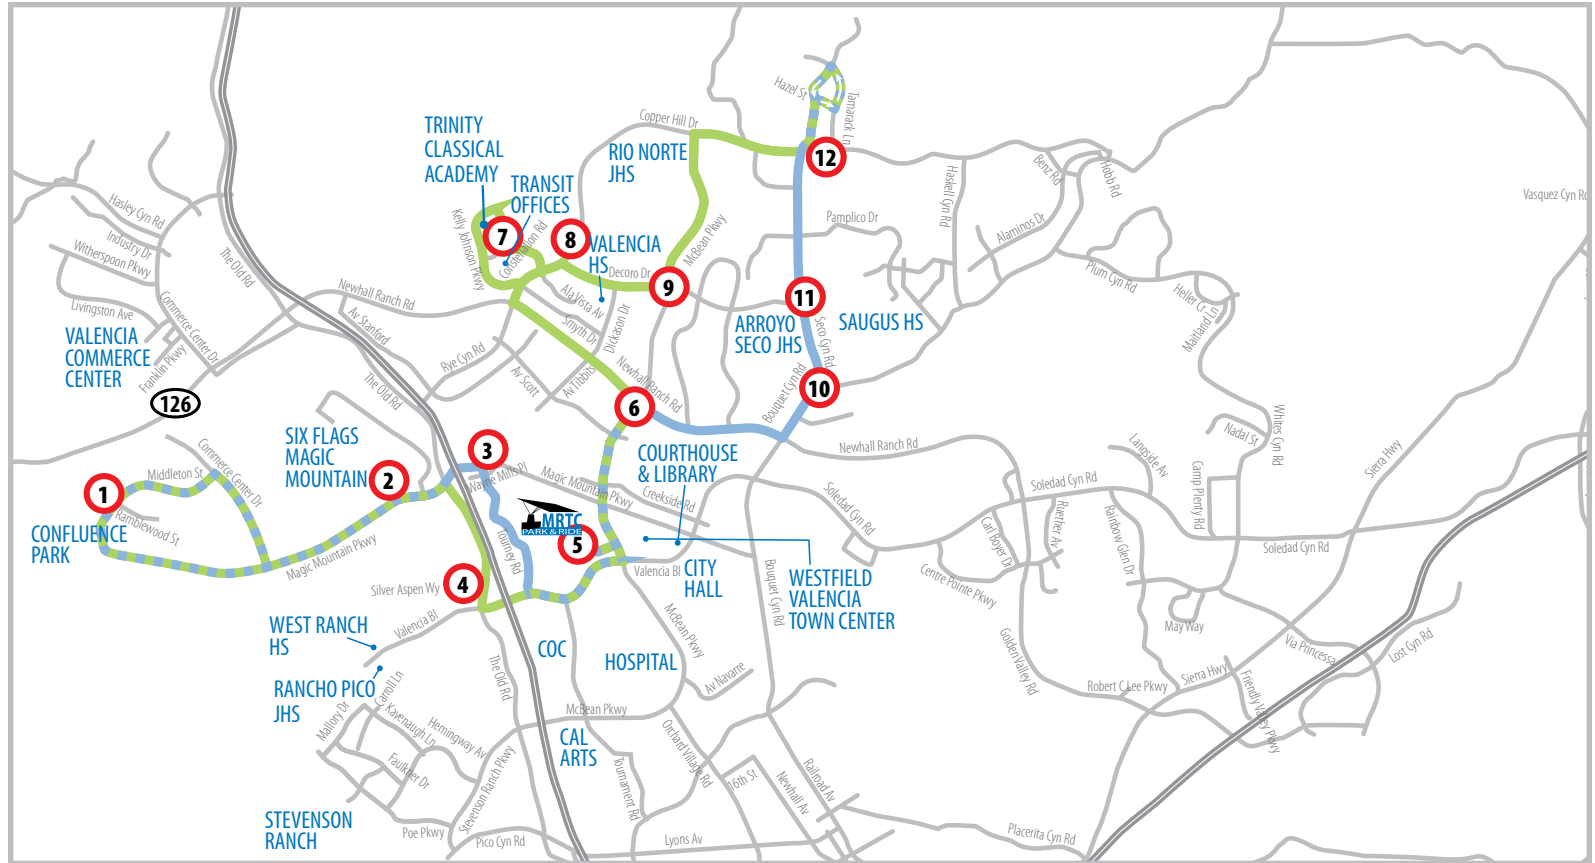 Hazel St
Tamarack Ln
Copper Hill Dr
TRINITY
CLASSICAL
ACADEMY
RIO NORTE
JHS
12
TRANSIT
OFFICES
Benz Rd
Hobb Rd
Haskell Cyn Rd
Vasquez Cyn Rd
Hasley Cyn Rd
Industry Dr
Witherspoon Pkwy
The Old Rd
Kelly Johnson Pkwy
7
Constellation Rd
8
VALENCIA
HS
McBean Pkwy
Pamplico Dr
Alaminos Dr
Decoro Dr
9
Plum Cyn Rd
Heller Cr
Maitland Ln
Livingston Ave
Commerce Center Dr
Newhall Ranch Rd
Av Stanford
Ala Vista Av
Smyth Dr
Dickason Dr
11
ARROYO
SECO JHS
Seco Cyn Rd
SAUGUS HS
VALENCIA
COMMERCE
CENTER
Franklin Pkwy
126
The Old Rd
Rye Cyn Rd
Av Scott
Av Tibbits
Newhall Ranch Rd
6
Bouquet Cyn Rd
10
Whites Cyn Rd
Nadal St
SIX FLAGS
MAGIC
MOUNTAIN
2
3
Wayne Mills Pl
Magic Mountain Pkwy
COURTHOUSE
& LIBRARY
Creekside Rd
Newhall Ranch Rd
Langside Av
Sierra Hwy
Commerce Center Dr
Middleton St
1
Ramblewood St
CONFLUENCE
PARK
Magic Mountain Pkwy
MRTC
PARK & RIDE
5
Tourney Rd
Soledad Cyn Rd
Soledad Cyn Rd
Camp Plenty Rd
Carl Boyer Dr
Ruether Av
Rainbow Glen Dr
Soledad Cyn Rd
Silver Aspen Wy
4
Valencia Bl
CITY
HALL
Bouquet Cyn Rd
WESTFIELD
VALENCIA
TOWN CENTER
Centre Pointe Pkwy
WEST RANCH
HS
Valencia Bl
COC
HOSPITAL
McBean Pkwy
May Way
Via Princessa
Lost Cyn Rd
RANCHO PICO
JHS
Carroll Ln
The Old Rd
Av Navarre
Golden Valley Rd
Robert C Lee Pkwy
Sierra Hwy
Friendly Valley Pkwy
Mallory Dr
Kavenaugh Ln
Hemingway Av
McBean Pkwy
CAL
ARTS
Orchard Village Rd
Faulkner Dr
Stevenson Ranch Pkwy
Tournament Rd
16th St
Newhall Av
Railroad Av
STEVENSON
RANCH
Poe Pkwy
Pico Cyn Rd
Lyons Av
Placerita Cyn Rd